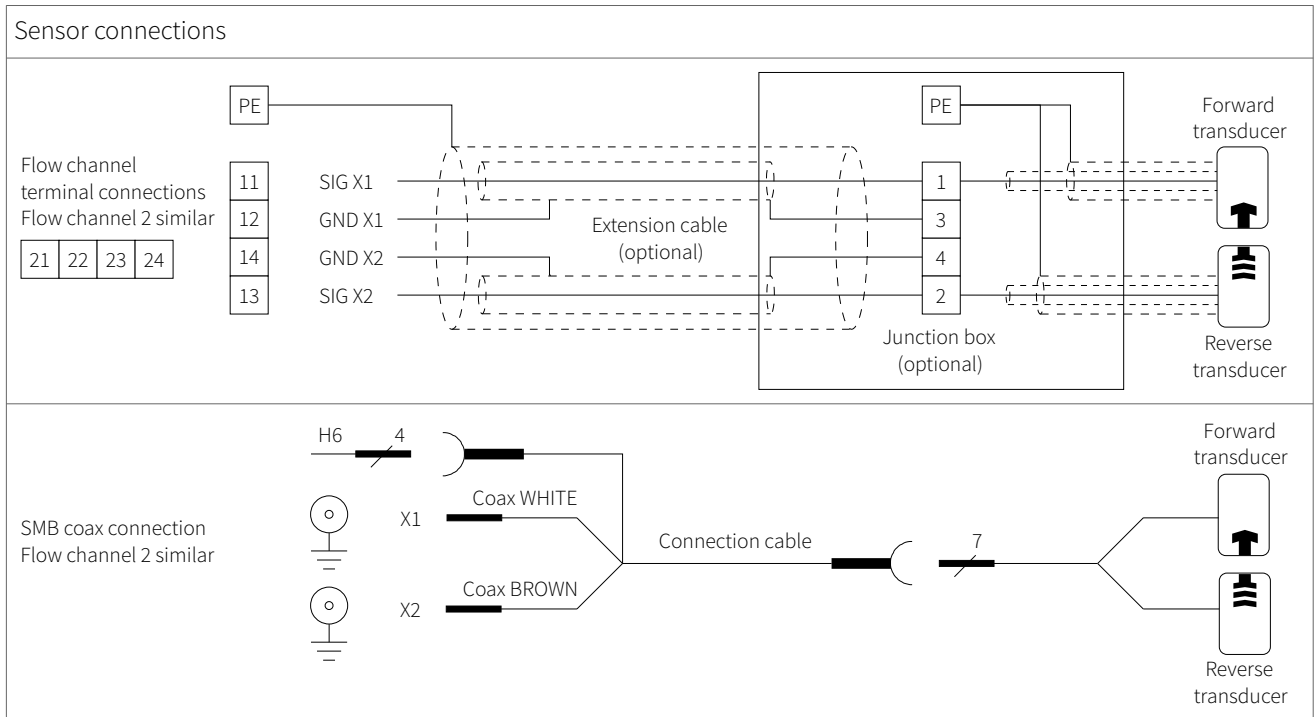 Sensor connections
PE
PE
Forward
transducer
Flow channel
terminal connections
Flow channel 2 similar
21 22 23 24
11 SIG X1
12 GND X1
14 GND X2
13 SIG X2
Extension cable
(optional)
1
3
4
2
Junction box
(optional)
Reverse
transducer
H6 4
Forward
transducer
SMB coax connection
Flow channel 2 similar
X1 Coax WHITE
X2 Coax BROWN
Connection cable
7
Reverse
transducer